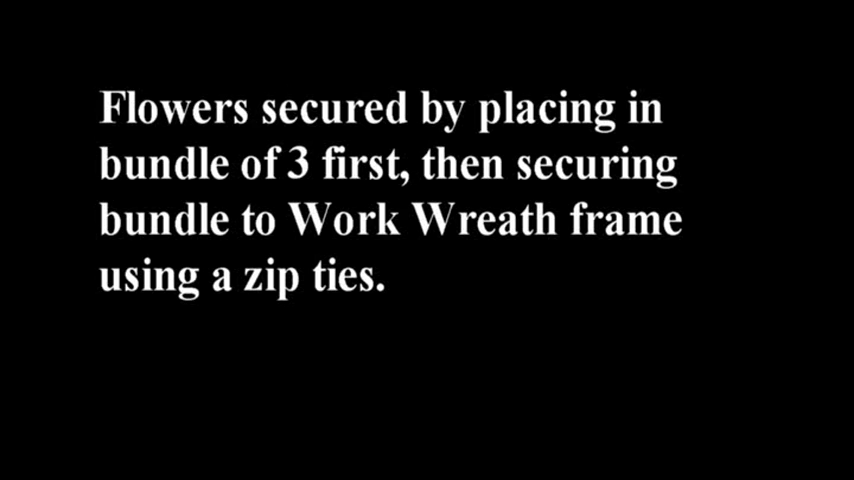 Flowers secured by placing in
bundle of 3 first, then securing
bundle to Work Wreath frame
using a zip ties.